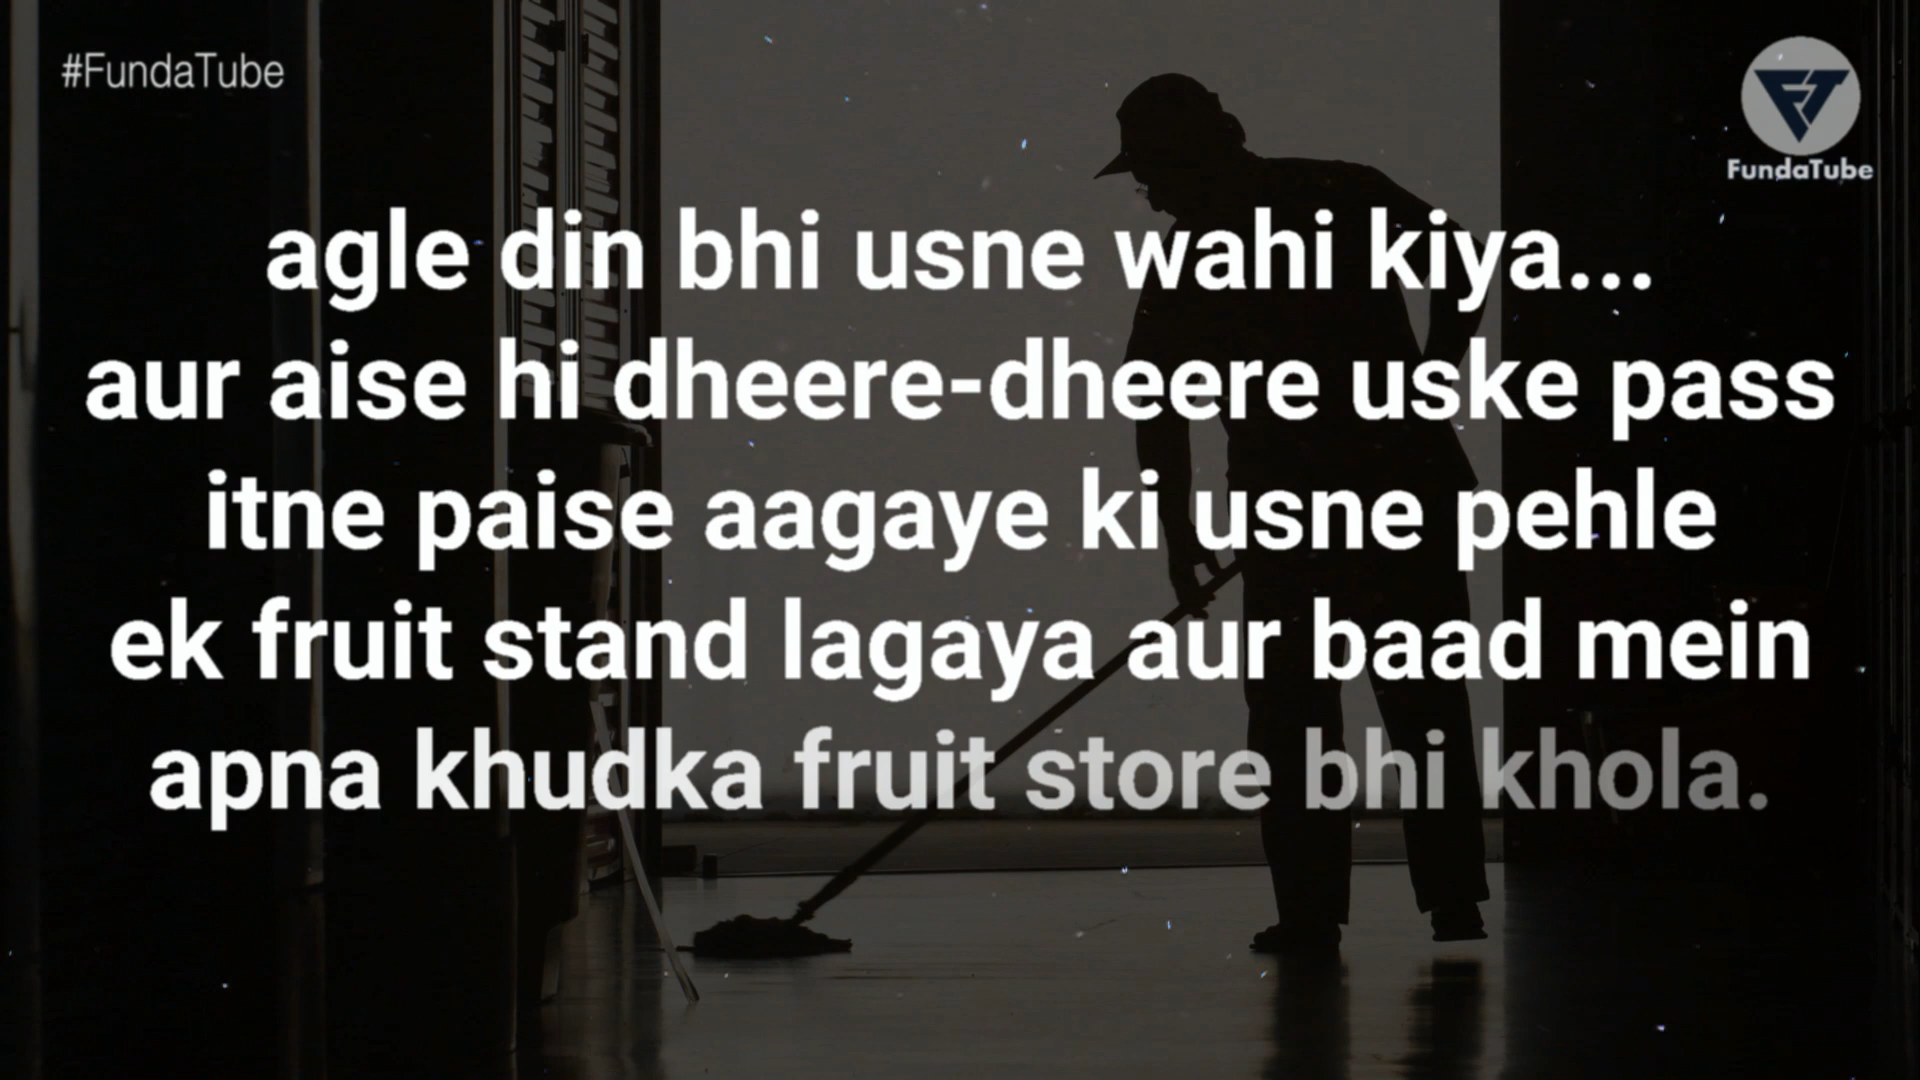 #FundaTube
FundaTube
agle din bhi usne wahi kiya...
aur aise hi dheere-dheere uske pass
itne paise aagaye ki usne pehle
ek fruit stand lagaya aur baad mein
apna khudka fruit store bhi khola.